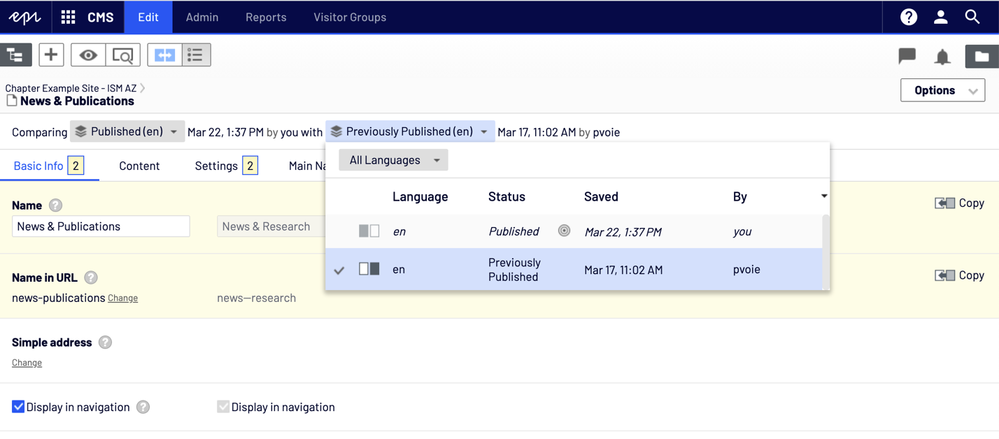 epi CMS Edit Admin Reports Visitor Groups ?
Chapter Example Site - ISM AZ
News & Publications
Options
Comparing Published (en) Mar 22, 1:37 PM by you with Previously Published (en) Mar 17, 11:02 AM by pvoie
All Languages
Basic Info 2 Content Settings 2 Main Na
Language Status Saved By
Name ? Copy
News & Publications News & Research
en Published Mar 22, 1:37 PM you
en Previously Published Mar 17, 11:02 AM pvoie
Name in URL ? Copy
news-publications Change news—research
Simple address ?
Change
Display in navigation ? Display in navigation